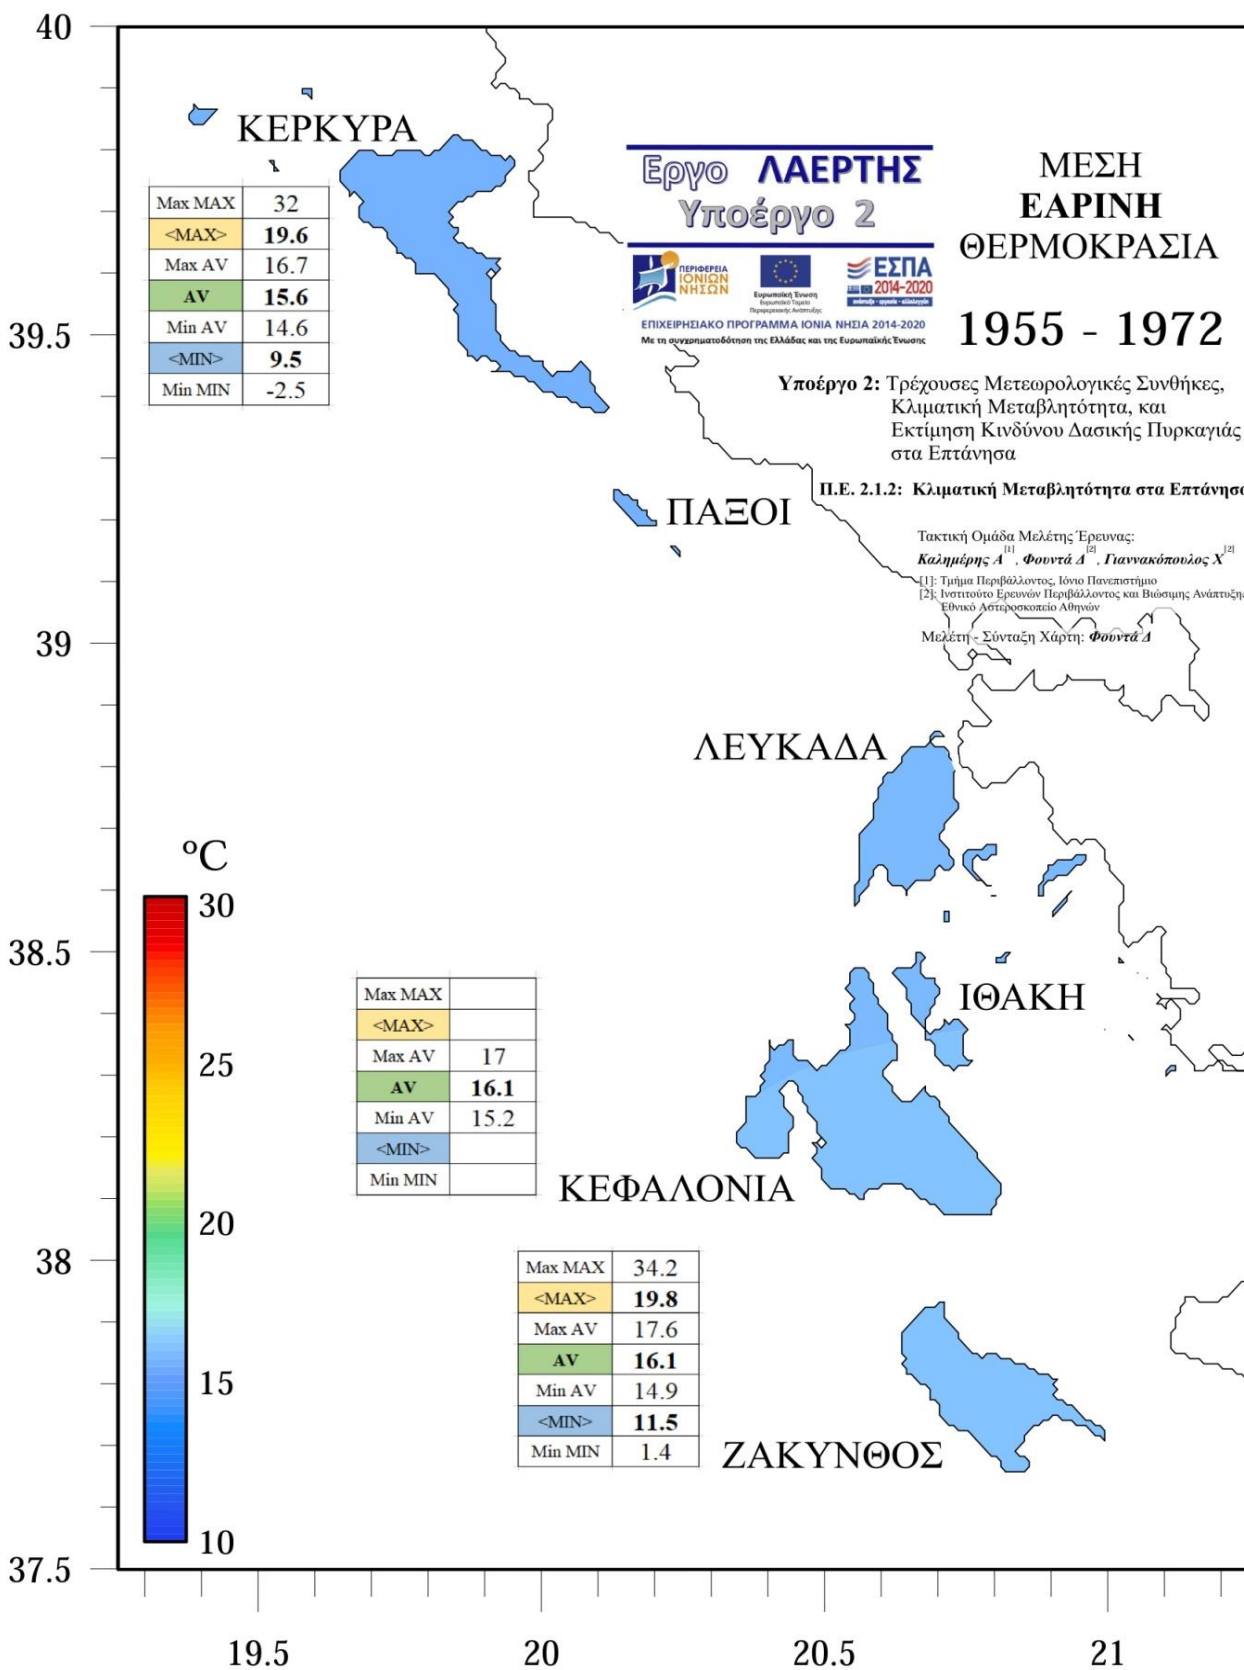 40
ΚΕΡΚΥΡΑ
Max MAX 32
<MAX> 19.6
Max AV 16.7
AV 15.6
Min AV 14.6
<MIN> 9.5
Min MIN -2.5
Εργο ΛΑΕΡΤΗΣ
Υποέργο 2
ΠΕΡΙΦΕΡΕΙΑ
ΙΟΝΙΩΝ
ΝΗΣΩΝ
Ευρωπαϊκή Ένωση
Ευρωπαϊκό Ταμείο
Περιφερειακής Ανάπτυξης
ΕΣΠΑ
2014-2020
ανάπτυξη - εργασία - αλληλεγγύη
ΕΠΙΧΕΙΡΗΣΙΑΚΟ ΠΡΟΓΡΑΜΜΑ ΙΟΝΙΑ ΝΗΣΙΑ 2014-2020
Με τη συγχρηματοδότηση της Ελλάδας και της Ευρωπαϊκής Ένωσης
ΜΕΣΗ
ΕΑΡΙΝΗ
ΘΕΡΜΟΚΡΑΣΙΑ
1955 - 1972
39.5
Υποέργο 2: Τρέχουσες Μετεωρολογικές Συνθήκες,
Κλιματική Μεταβλητότητα, και
Εκτίμηση Κινδύνου Δασικής Πυρκαγιάς
στα Επτάνησα
Π.Ε. 2.1.2: Κλιματική Μεταβλητότητα στα Επτάνησα
ΠΑΞΟΙ
Τακτική Ομάδα Μελέτης Έρευνας:
Καλημέρης Α[1], Φουντά Δ[2], Γιαννακόπουλος Χ[2]
[1]: Τμήμα Περιβάλλοντος, Ιόνιο Πανεπιστήμιο
[2]: Ινστιτούτο Ερευνών Περιβάλλοντος και Βιώσιμης Ανάπτυξης
Εθνικό Αστεροσκοπείο Αθηνών
Μελέτη - Σύνταξη Χάρτη: Φουντά Δ
39
ΛΕΥΚΑΔΑ
°C
30
25
20
15
10
38.5
ΙΘΑΚΗ
Max MAX
<MAX>
Max AV 17
AV 16.1
Min AV 15.2
<MIN>
Min MIN
ΚΕΦΑΛΟΝΙΑ
38
Max MAX 34.2
<MAX> 19.8
Max AV 17.6
AV 16.1
Min AV 14.9
<MIN> 11.5
Min MIN 1.4
ΖΑΚΥΝΘΟΣ
37.5
19.5 20 20.5 21